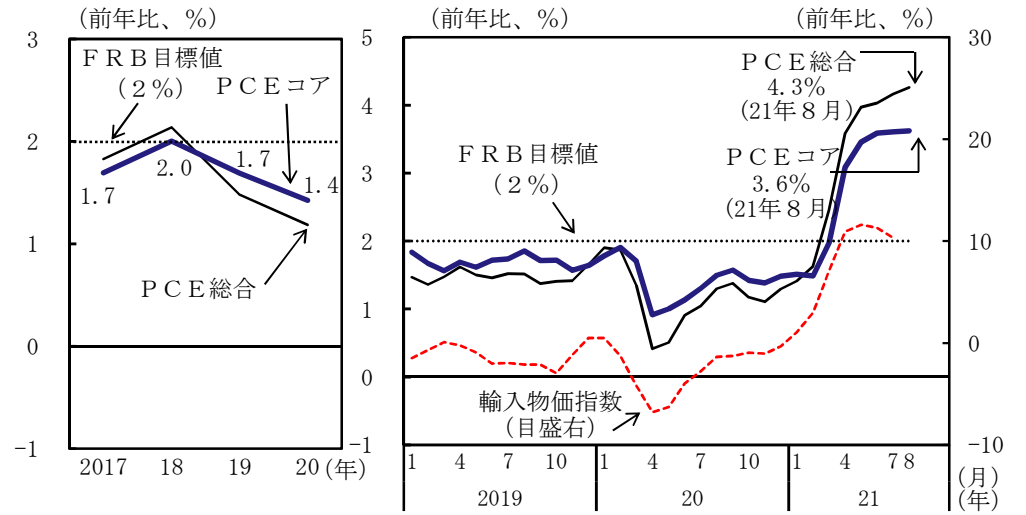 (前年比、%)
3
2
1
0
-1
FRB目標値
(2%)
PCEコア
1.7
2.0
1.7
1.4
PCE総合
2017 18 19 20 (年)
(前年比、%)
(前年比、%)
5
4
3
2
1
0
-1
30
20
10
0
-10
PCE総合
4.3%
(21年8月)
FRB目標値
(2%)
PCEコア
3.6%
(21年8月)
輸入物価指数
(目盛右)
1 4 7 10 1 4 7 10 1 4 7 8
(月)
2019 20 21
(年)